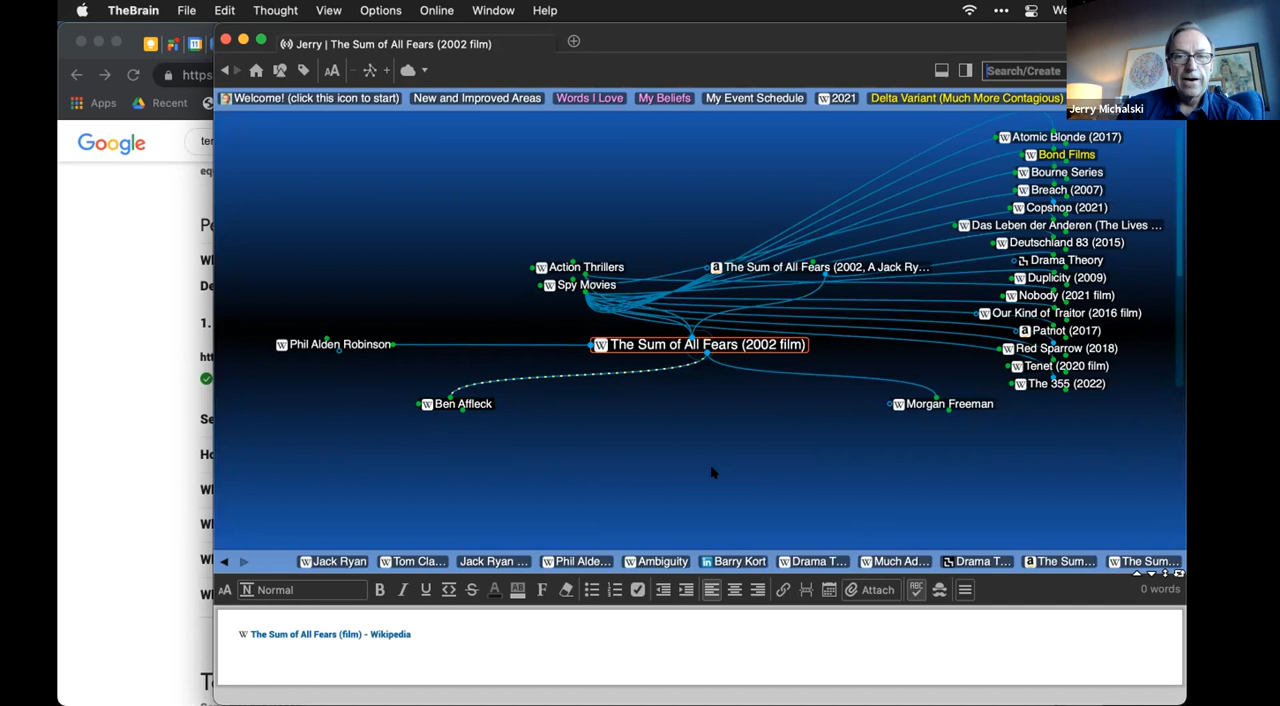 TheBrain File Edit Thought View Options Online Window Help We
Jerry Michalski
Jerry | The Sum of All Fears (2002 film)
https
Search/Create
Apps Recent
Welcome! (click this icon to start) New and Improved Areas Words I Love My Beliefs My Event Schedule 2021 Delta Variant (Much More Contagious)
Google
Atomic Blonde (2017)
Bond Films
Bourne Series
Breach (2007)
Copshop (2021)
Das Leben der Anderen (The Lives ...
Deutschland 83 (2015)
Drama Theory
Duplicity (2009)
Nobody (2021 film)
Our Kind of Traitor (2016 film)
Patriot (2017)
Red Sparrow (2018)
Tenet (2020 film)
The 355 (2022)
Action Thrillers
Spy Movies
The Sum of All Fears (2002, A Jack Ry...
Phil Alden Robinson
The Sum of All Fears (2002 film)
Ben Affleck
Morgan Freeman
Jack Ryan Tom Cla... Jack Ryan ... Phil Alde... Ambiguity Barry Kort Drama T... Much Ad... Drama T... The Sum... The Sum...
Normal
Attach
0 words
The Sum of All Fears (film) - Wikipedia